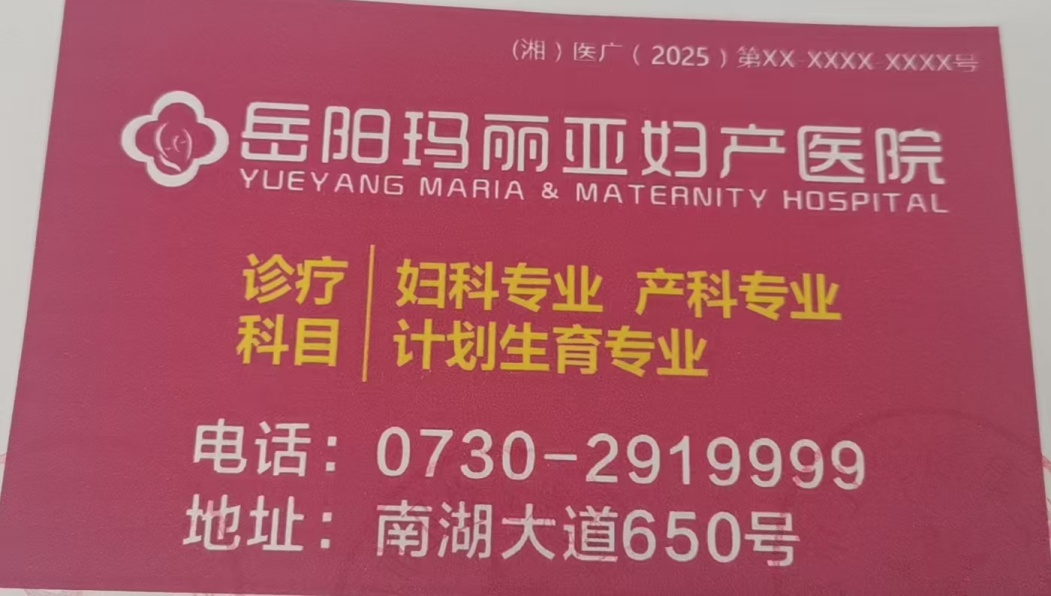 (湘)医广(2025)第XX-XXXX-XXXX号
岳阳玛丽亚妇产医院
YUEYANG MARIA & MATERNITY HOSPITAL
诊疗科目
妇科专业 产科专业
计划生育专业
电话：0730-2919999
地址：南湖大道650号